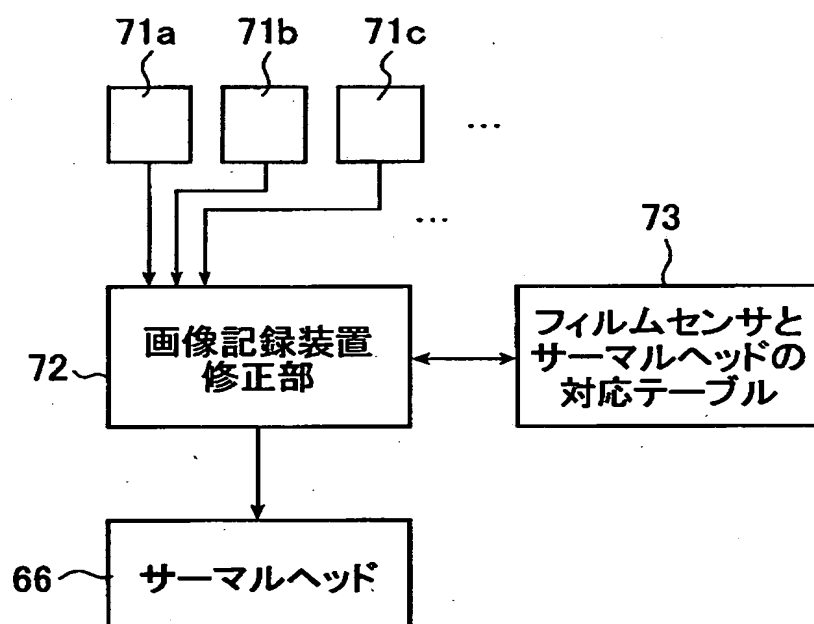 71a 71b 71c
…
…
73
72
画像記録装置
修正部
フィルムセンサと
サーマルヘッドの
対応テーブル
66
サーマルヘッド